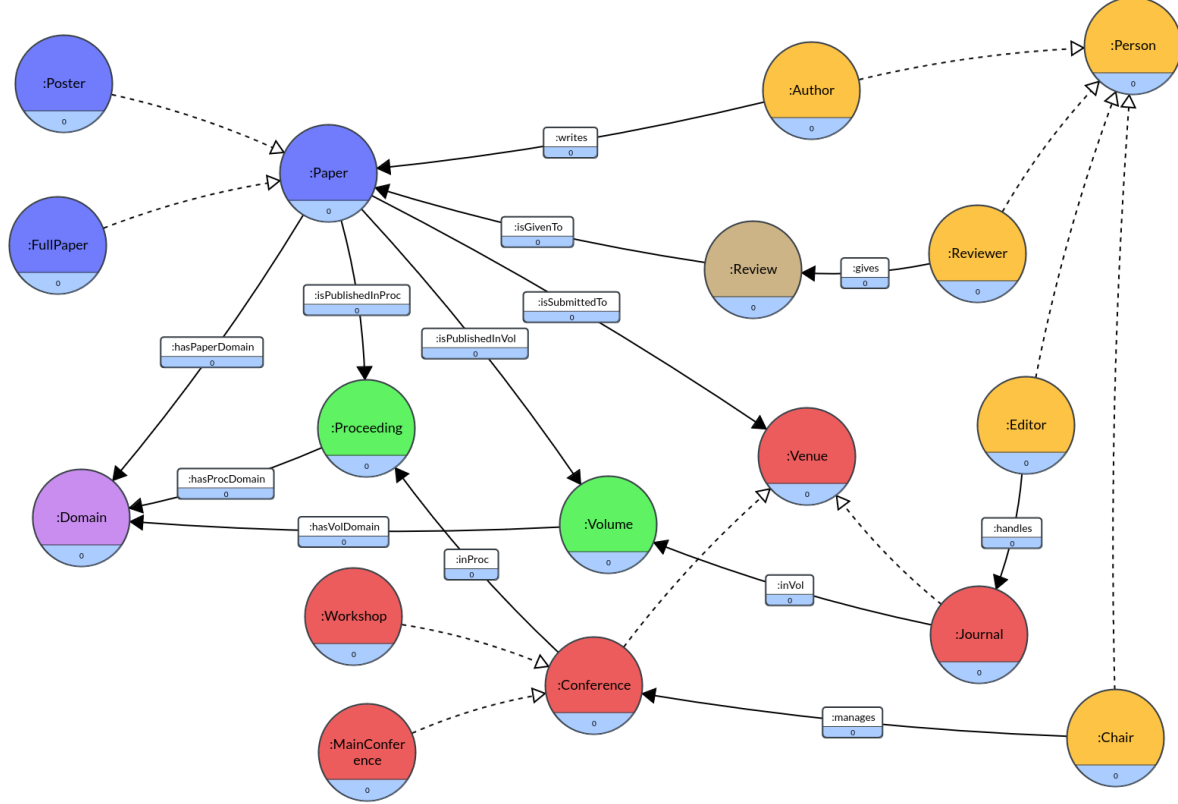 :Person
0
:Poster
0
:Author
0
:writes
0
:Paper
0
:isGivenTo
0
:FullPaper
0
:Review
0
:gives
0
:Reviewer
0
:isPublishedInProc
0
:isSubmittedTo
0
:hasPaperDomain
0
:isPublishedInVol
0
:Proceeding
0
:Editor
0
:Venue
0
:hasProcDomain
0
:Domain
0
:hasVolDomain
0
:Volume
0
:handles
0
:inProc
0
:inVol
0
:Workshop
0
:Journal
0
:Conference
0
:manages
0
:Chair
0
:MainConfer
ence
0